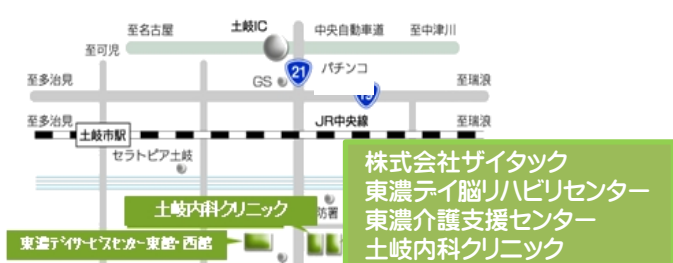 至名古屋
土岐IC
中央自動車道
至中津川
至可児
21
パチンコ
至多治見
GS
至瑞浪
19
至多治見
JR中央線
至瑞浪
土岐市駅
セラトピア土岐
株式会社ザイタック
東濃デイ脳リハビリセンター
東濃介護支援センター
土岐内科クリニック
土岐内科クリニック
防署
東濃デイサービスセンター東館・西館